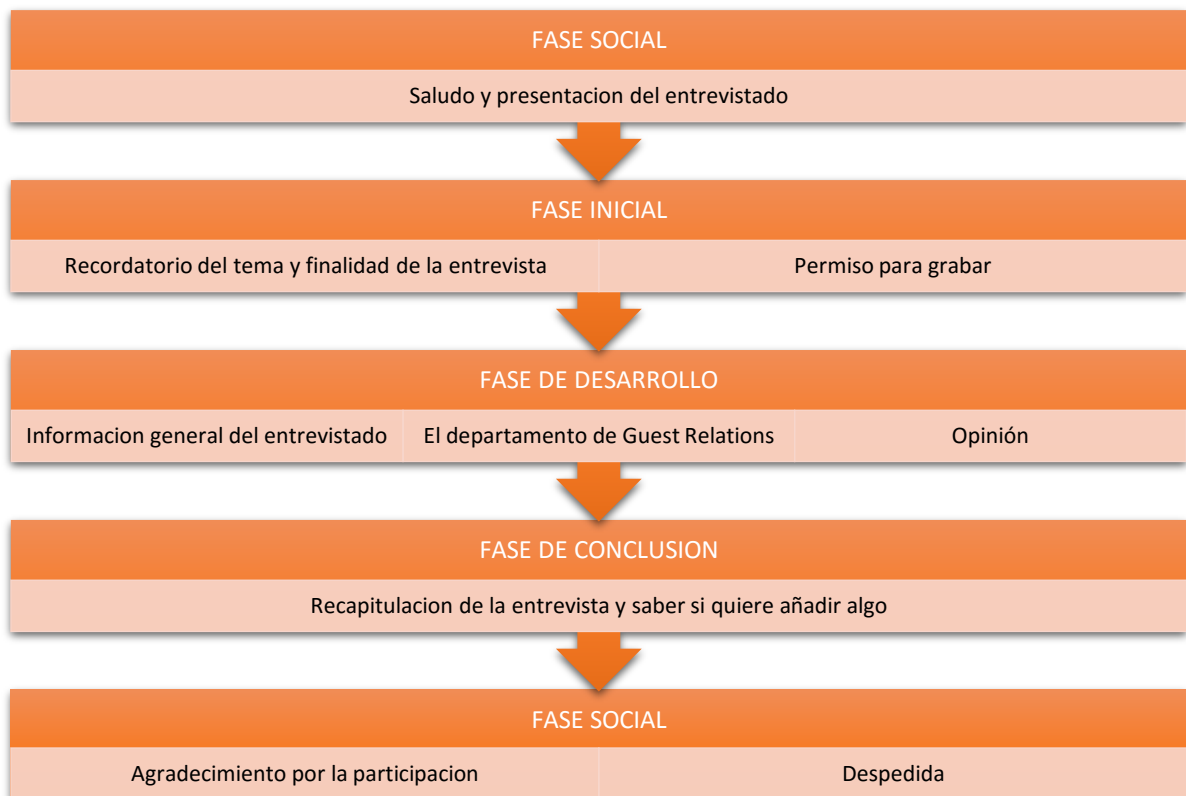 FASE SOCIAL
Saludo y presentacion del entrevistado
FASE INICIAL
Recordatorio del tema y finalidad de la entrevista
Permiso para grabar
FASE DE DESARROLLO
Informacion general del entrevistado
El departamento de Guest Relations
Opinión
FASE DE CONCLUSION
Recapitulacion de la entrevista y saber si quiere añadir algo
FASE SOCIAL
Agradecimiento por la participacion
Despedida